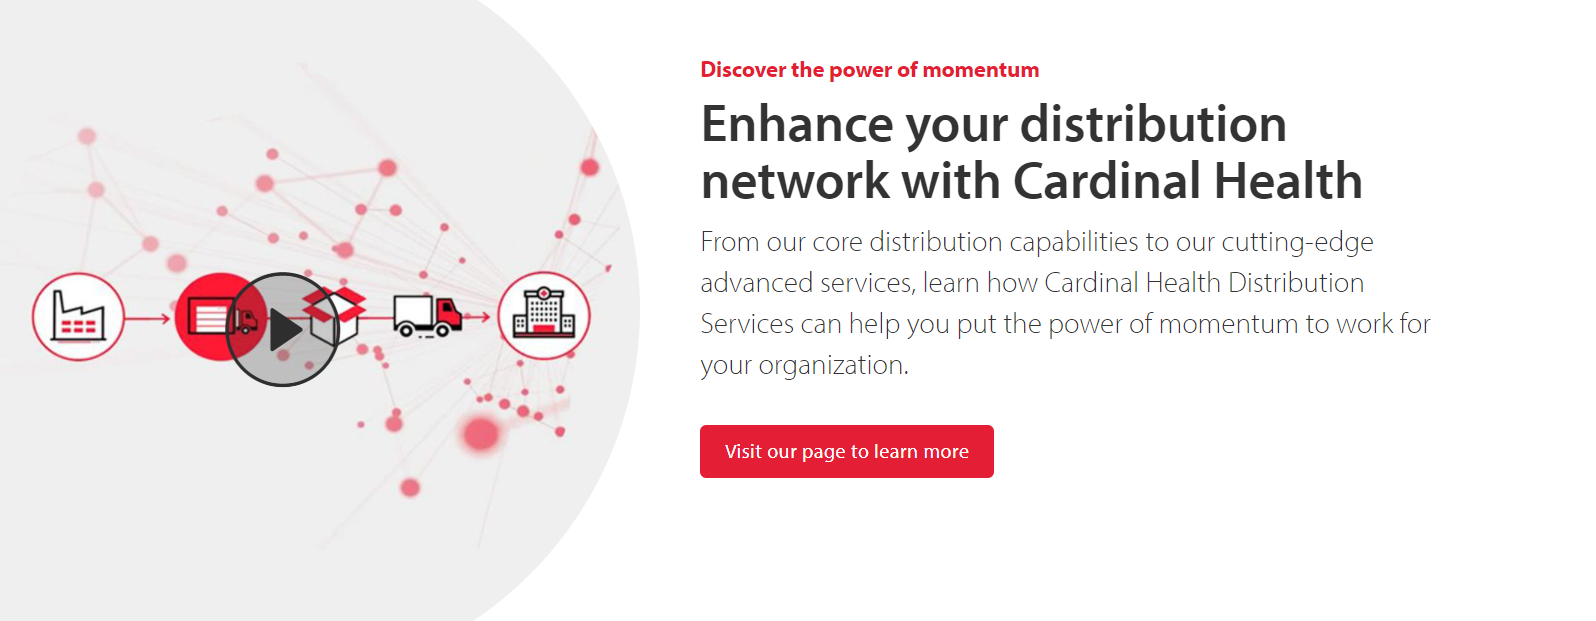 Discover the power of momentum
Enhance your distribution
network with Cardinal Health
From our core distribution capabilities to our cutting-edge
advanced services, learn how Cardinal Health Distribution
Services can help you put the power of momentum to work for
your organization.
Visit our page to learn more